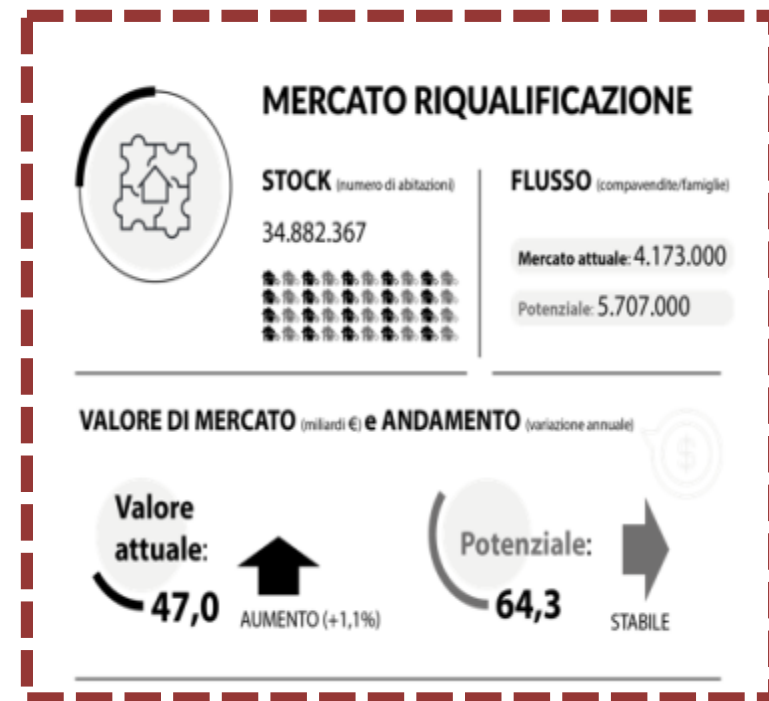 MERCATO RIQUALIFICAZIONE
STOCK (numero di abitazioni)
34.882.367
FLUSSO (compavendite/famiglie)
Mercato attuale: 4.173.000
Potenziale: 5.707.000
VALORE DI MERCATO (miliardi €) e ANDAMENTO (variazione annuale)
Valore
attuale:
47,0
AUMENTO (+1,1%)
Potenziale:
64,3
STABILE